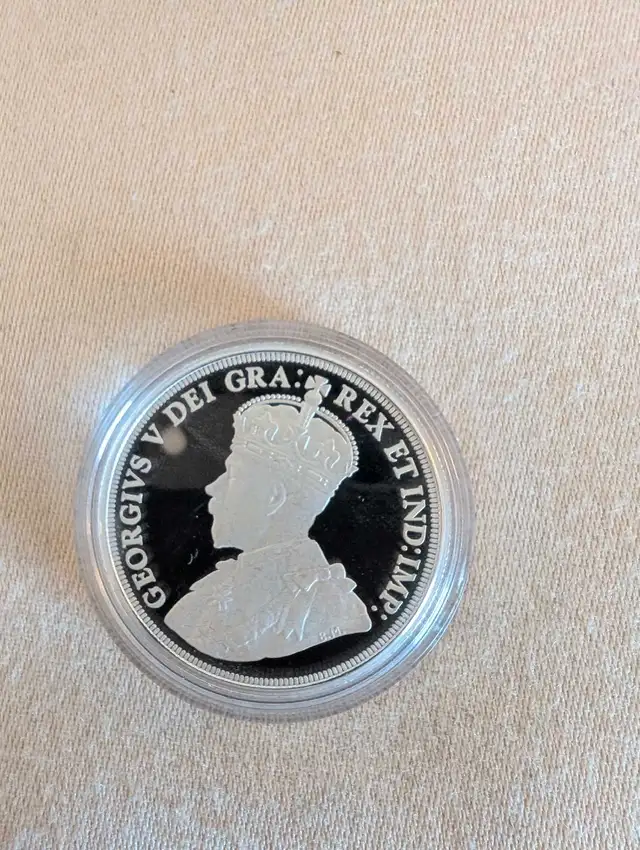 GEORGIVS V DEI GRA: REX ET IND: IMP:
B.M.